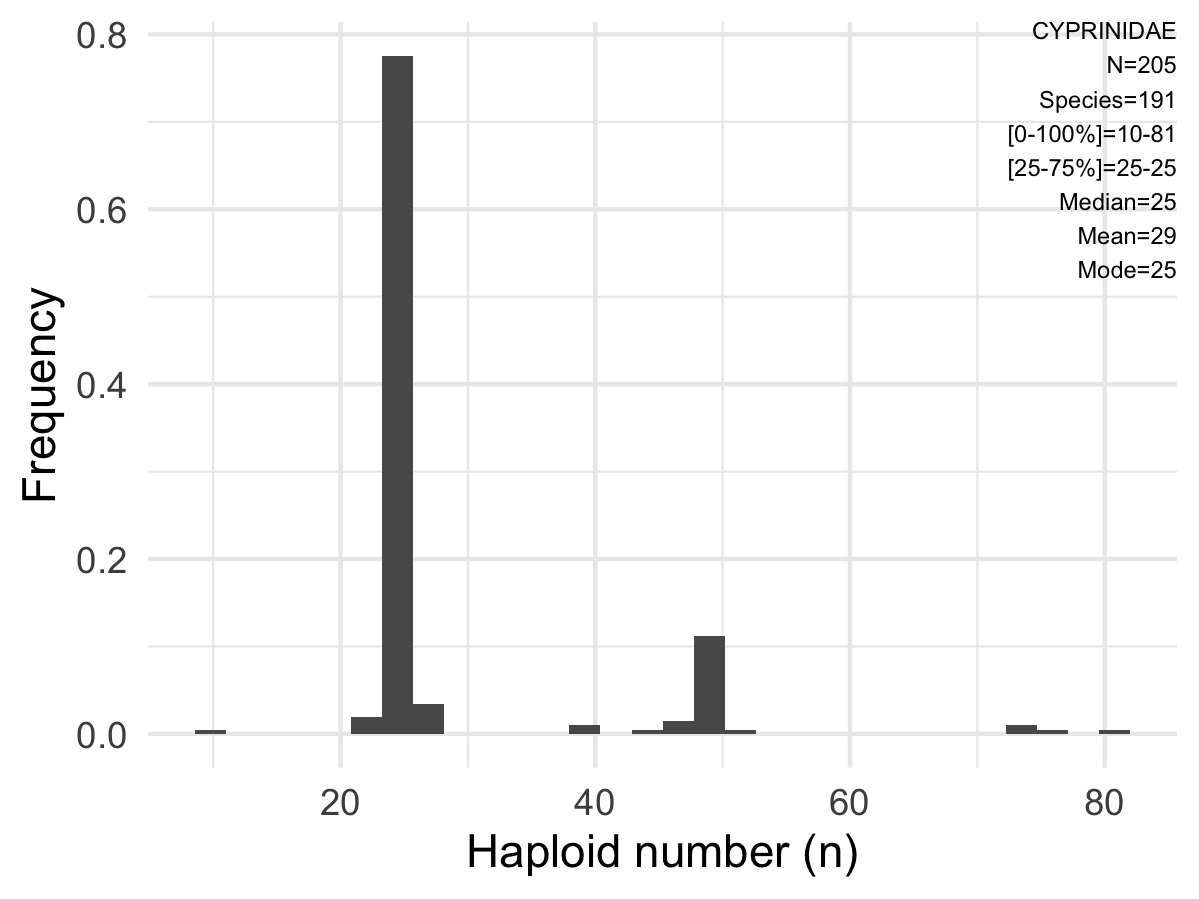 CYPRINIDAE
N=205
Species=191
[0-100%]=10-81
[25-75%]=25-25
Median=25
Mean=29
Mode=25
Frequency
0.8
0.6
0.4
0.2
0.0
20 40 60 80
Haploid number (n)